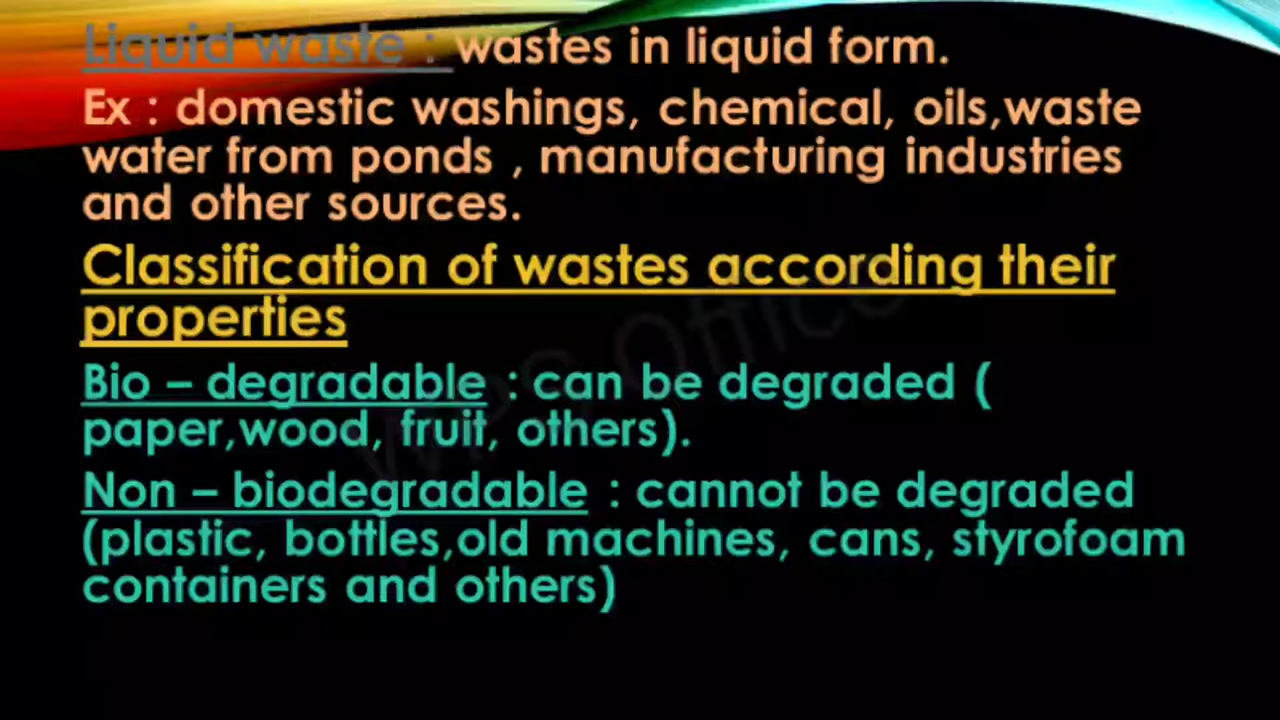 Liquid waste : wastes in liquid form.
Ex : domestic washings, chemical, oils,waste
water from ponds , manufacturing industries
and other sources.
Classification of wastes according their
properties
Bio – degradable : can be degraded (
paper,wood, fruit, others).
Non – biodegradable : cannot be degraded
(plastic, bottles,old machines, cans, styrofoam
containers and others)
WPS Office